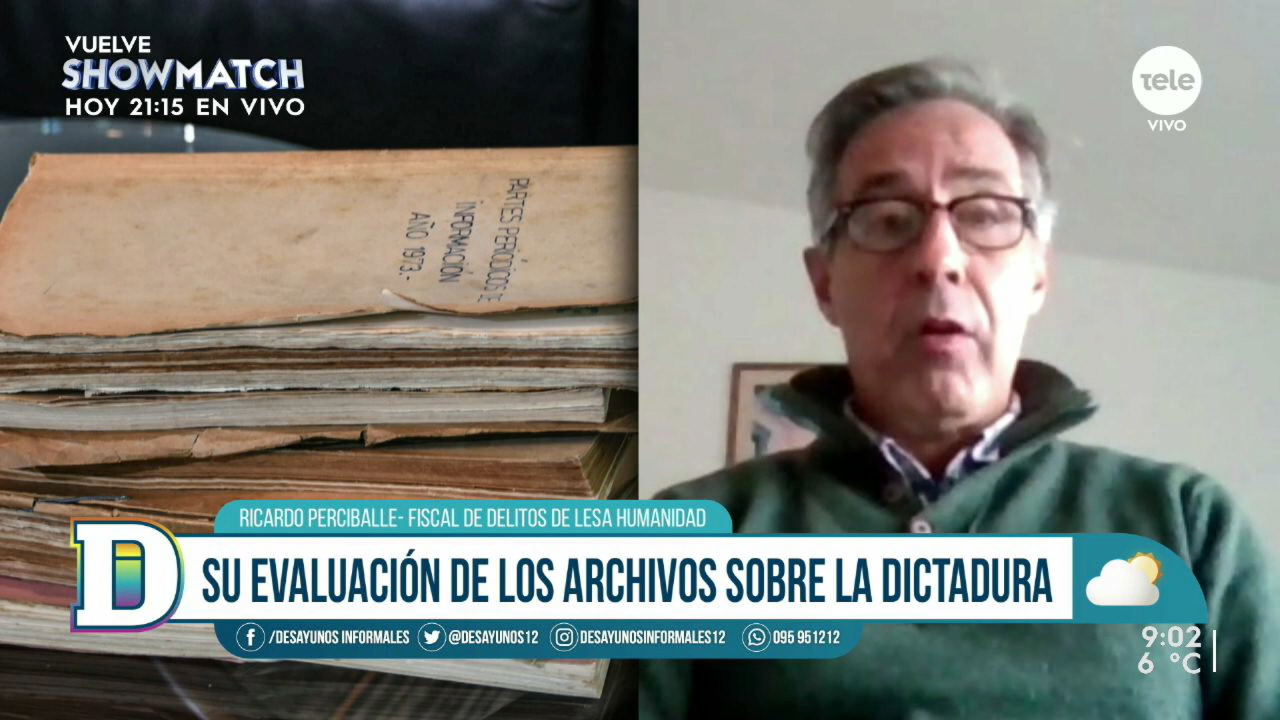 VUELVE
SHOWMATCH
HOY 21:15 EN VIVO
tele
VIVO
PARTES PERIÓDICOS DE
INFORMACIÓN
AÑO 1973.-
RICARDO PERCIBALLE- FISCAL DE DELITOS DE LESA HUMANIDAD
D
SU EVALUACIÓN DE LOS ARCHIVOS SOBRE LA DICTADURA
/DESAYUNOS INFORMALES @DESAYUNOS12 DESAYUNOSINFORMALES12 095 951212
9:02
6 °C